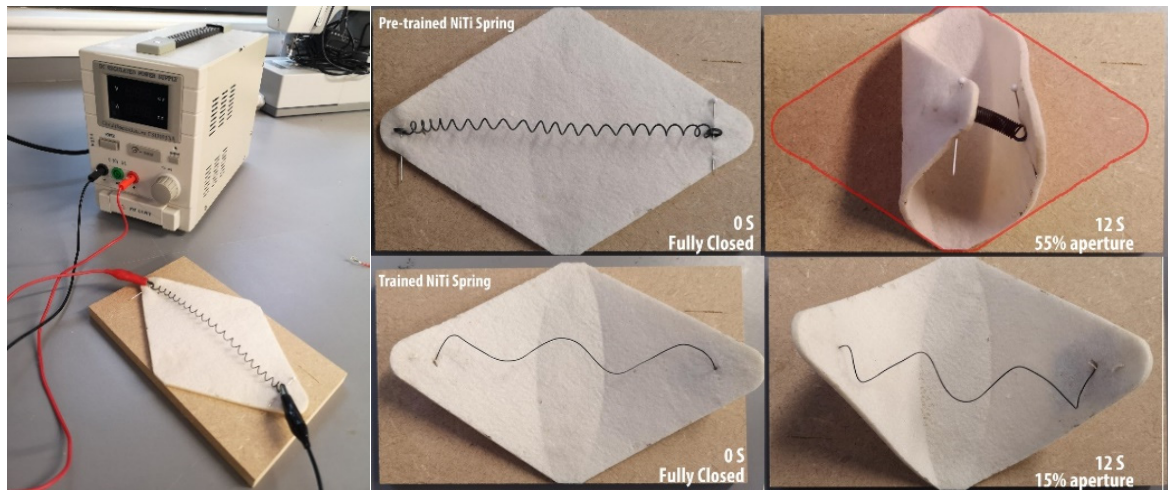 Pre-trained NiTi Spring
0 S
Fully Closed
12 S
55% aperture
Trained NiTi Spring
0 S
Fully Closed
12 S
15% aperture